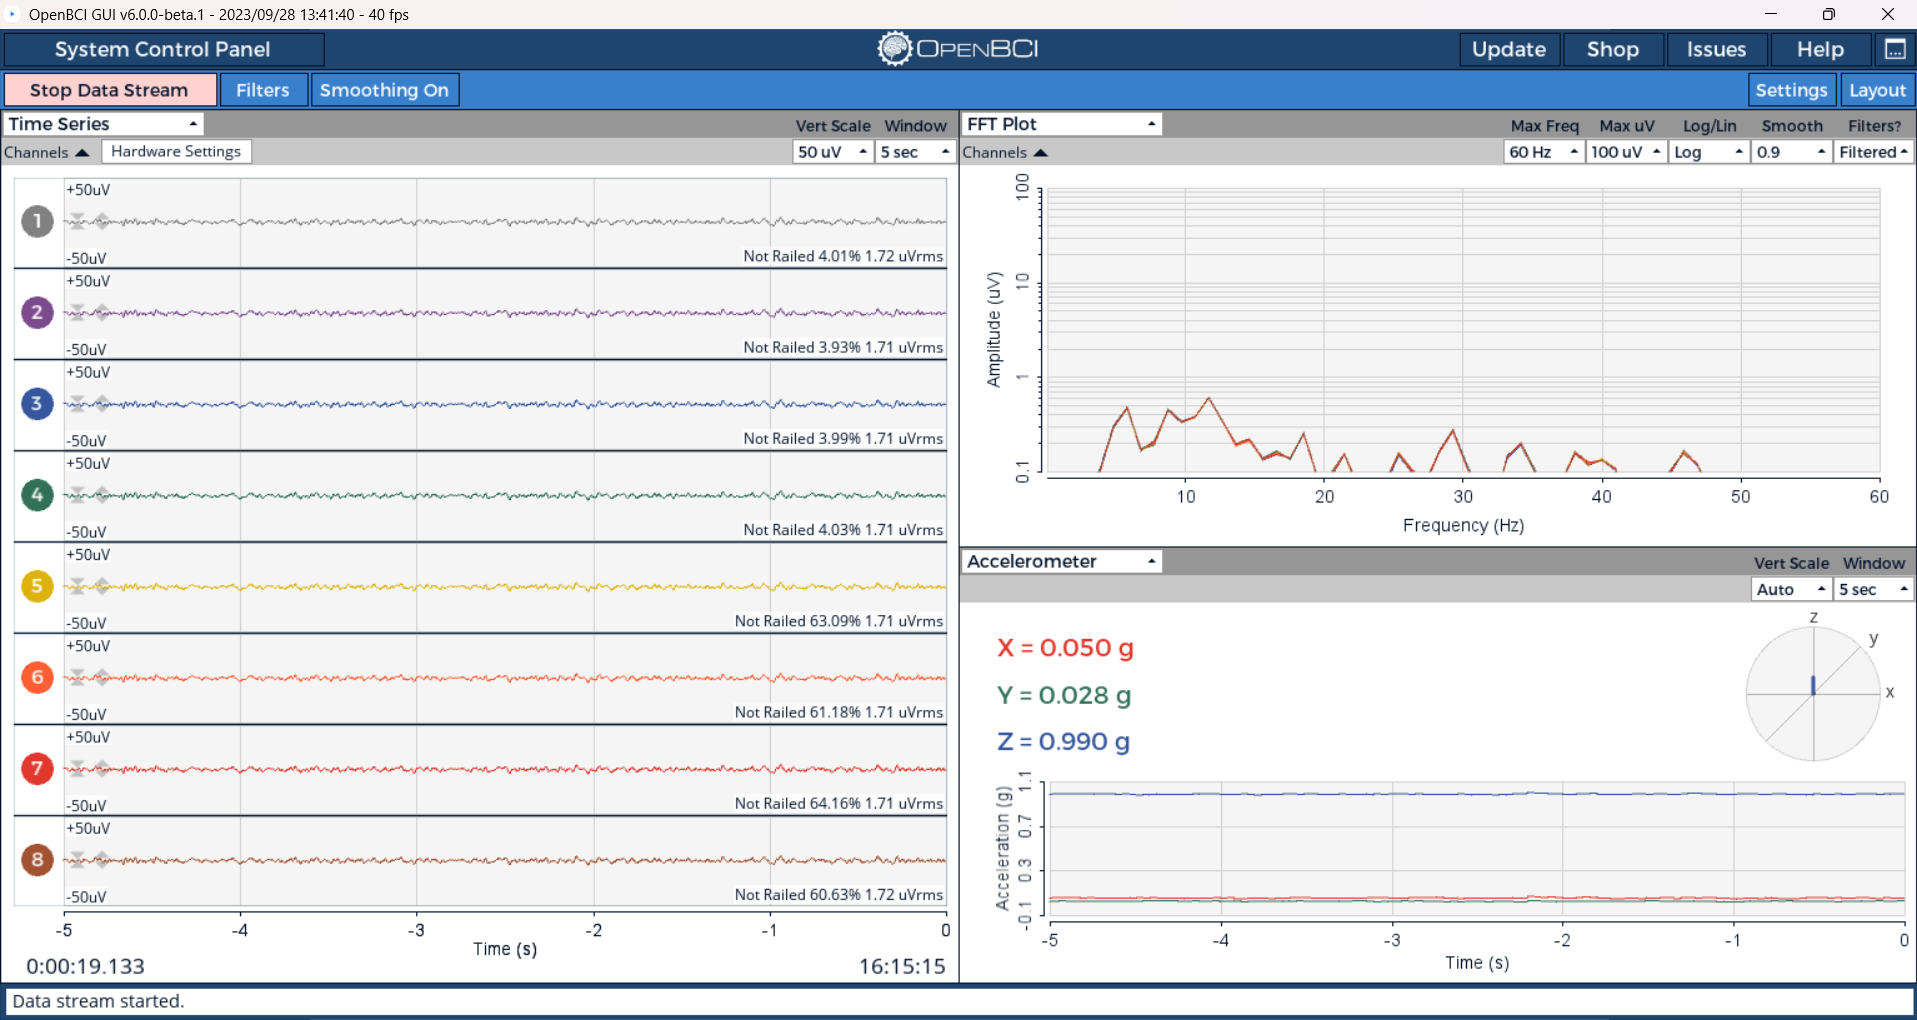 OpenBCI GUI v6.0.0-beta.1 - 2023/09/28 13:41:40 - 40 fps
System Control Panel
OPENBCI
Update Shop Issues Help
Stop Data Stream Filters Smoothing On
Settings Layout
Time Series
Vert Scale Window
Channels Hardware Settings
50 uV 5 sec
+50uV
1
-50uV
Not Railed 4.01% 1.72 uVrms
+50uV
2
-50uV
Not Railed 3.93% 1.71 uVrms
+50uV
3
-50uV
Not Railed 3.99% 1.71 uVrms
+50uV
4
-50uV
Not Railed 4.03% 1.71 uVrms
+50uV
5
-50uV
Not Railed 63.09% 1.71 uVrms
+50uV
6
-50uV
Not Railed 61.18% 1.71 uVrms
+50uV
7
-50uV
Not Railed 64.16% 1.71 uVrms
+50uV
8
-50uV
Not Railed 60.63% 1.72 uVrms
-5 -4 -3 -2 -1 0
Time (s)
0:00:19.133
16:15:15
FFT Plot
Max Freq Max uV Log/Lin Smooth Filters?
Channels
60 Hz 100 uV Log 0.9 Filtered
100
10
1
0.1
Amplitude (uV)
10 20 30 40 50 60
Frequency (Hz)
Accelerometer
Vert Scale Window
Auto 5 sec
X = 0.050 g
Y = 0.028 g
Z = 0.990 g
z
y
x
1.1
0.7
0.3
-0.1
Acceleration (g)
-5 -4 -3 -2 -1 0
Time (s)
Data stream started.